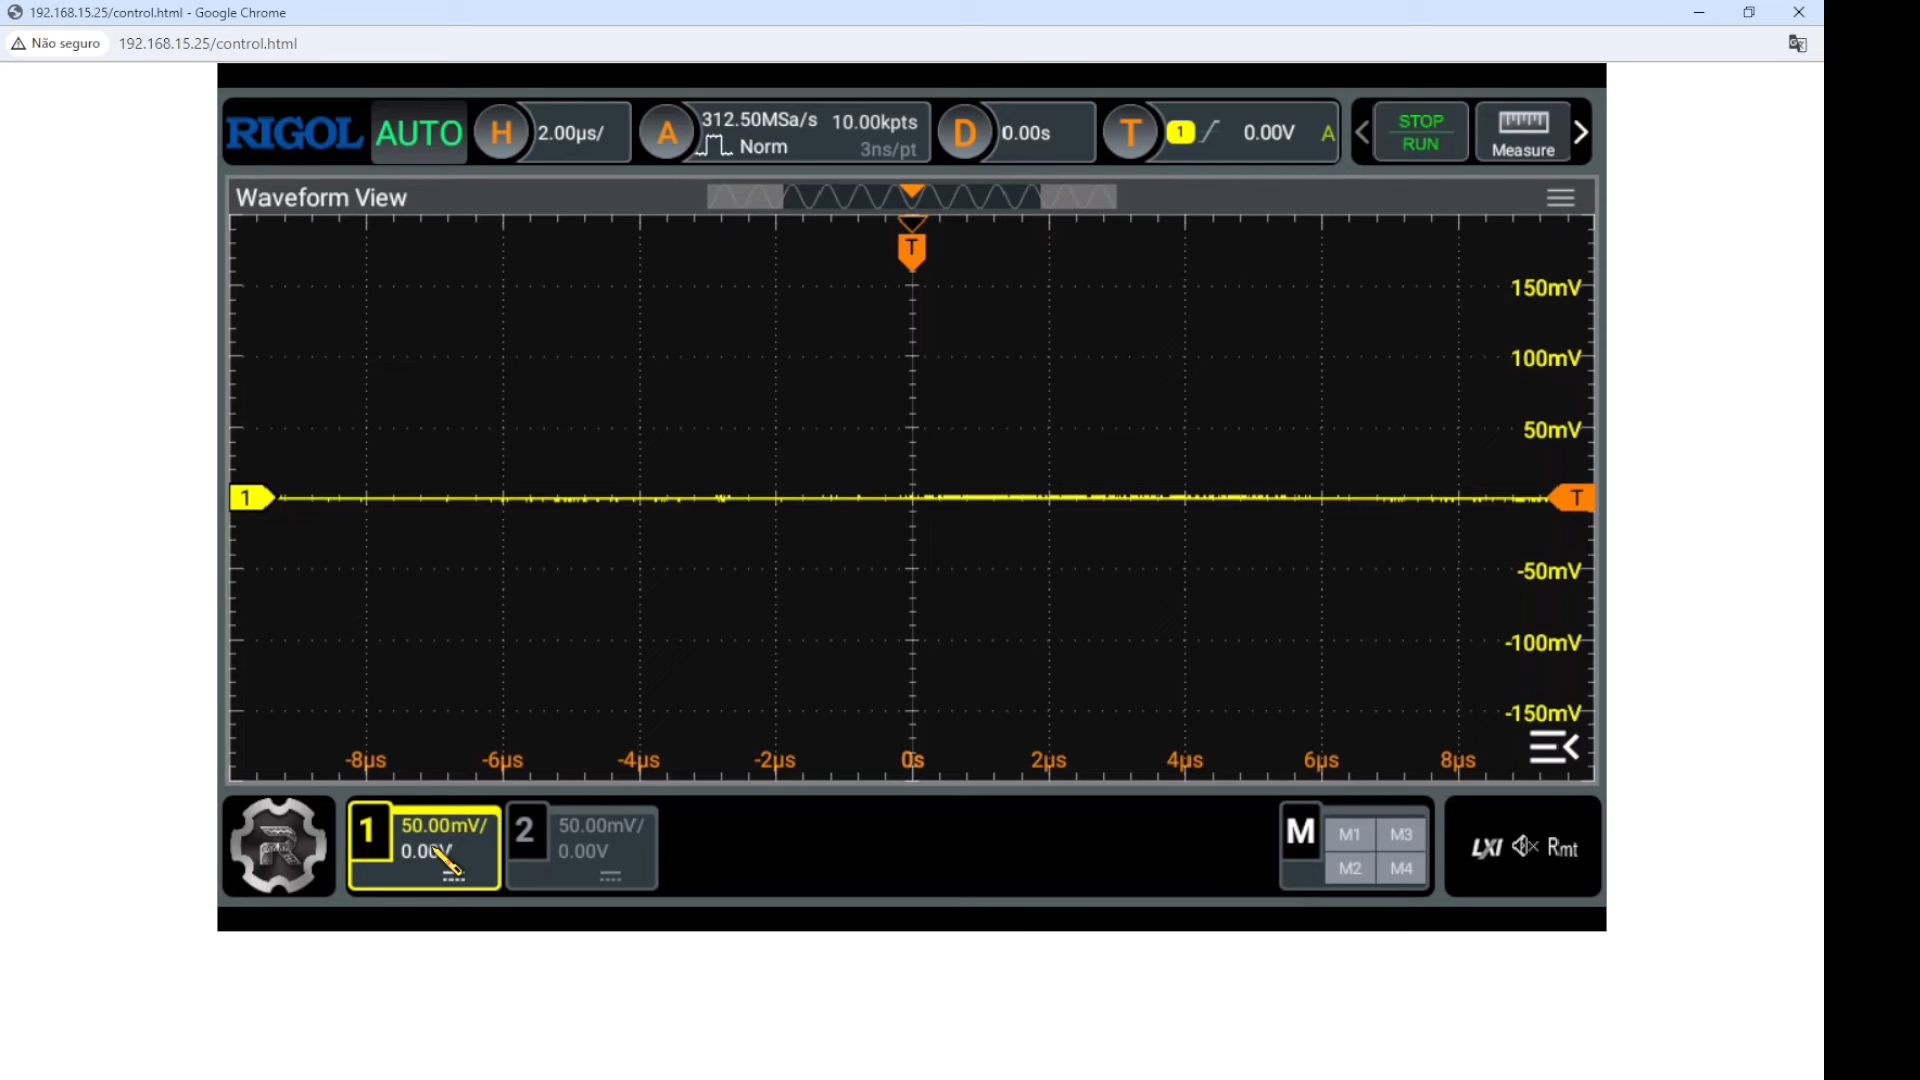 192.168.15.25/control.html - Google Chrome
Não seguro 192.168.15.25/control.html
RIGOL AUTO H 2.00µs/ A 312.50MSa/s 10.00kpts Norm 3ns/pt D 0.00s T 1 0.00V A STOP RUN Measure
Waveform View
T
150mV
100mV
50mV
1 T
-50mV
-100mV
-150mV
-8µs -6µs -4µs -2µs 0s 2µs 4µs 6µs 8µs
R
1 50.00mV/ 0.00V
2 50.00mV/ 0.00V
M M1 M3 M2 M4
LXI Rmt